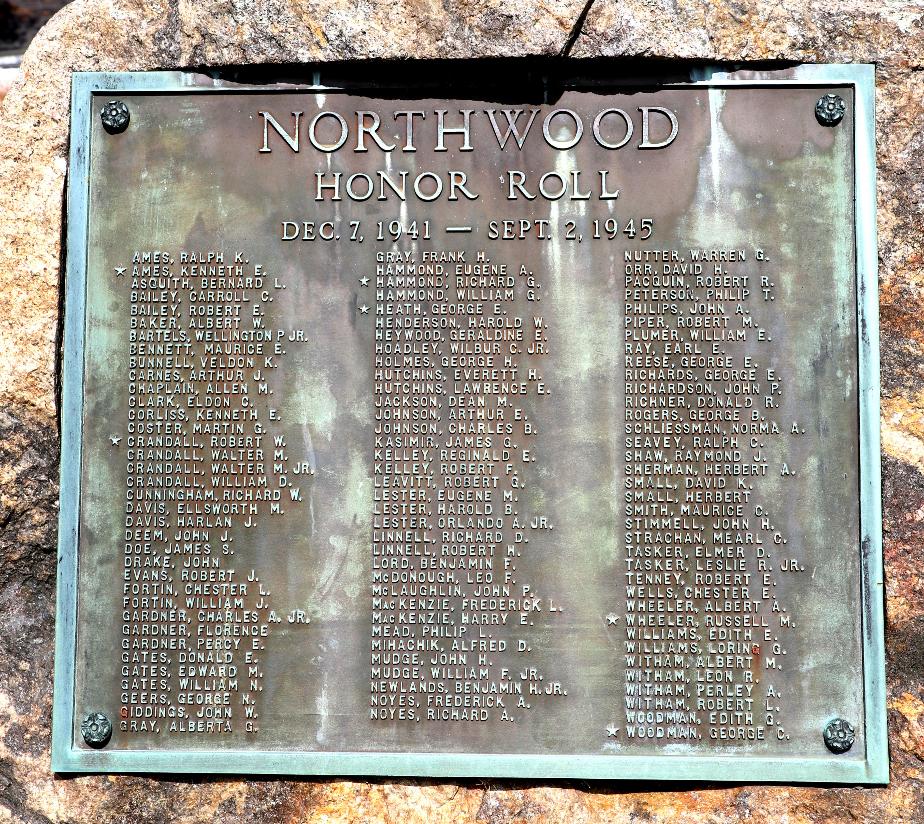 NORTHWOOD
HONOR ROLL
DEC. 7, 1941 — SEPT. 2, 1945
AMES, RALPH K.
★ AMES, KENNETH E.
ASQUITH, BERNARD L.
BAILEY, CARROLL C.
BAILEY, ROBERT E.
BAKER, ALBERT W.
BARTELS, WELLINGTON P. JR.
BENNETT, MAURICE E.
BUNNELL, VELDON K.
CARNES, ARTHUR J.
CHAPLAIN, ALLEN M.
CLARK, ELDON C.
CORLISS, KENNETH E.
COSTER, MARTIN G.
★ CRANDALL, ROBERT W.
CRANDALL, WALTER M.
CRANDALL, WALTER M. JR.
CRANDALL, WILLIAM D.
CUNNINGHAM, RICHARD W.
DAVIS, ELLSWORTH M.
DAVIS, HARLAN J.
DEEM, JOHN J.
DOE, JAMES S.
DRAKE, JOHN
EVANS, ROBERT J.
FORTIN, CHESTER L.
FORTIN, WILLIAM J.
GARDNER, CHARLES A. JR.
GARDNER, FLORENCE
GARDNER, PERCY E.
GATES, DONALD E.
GATES, EDWARD M.
GATES, WILLIAM N.
GEERS, GEORGE K.
GIDDINGS, JOHN W.
GRAY, ALBERTA G.
GRAY, FRANK H.
HAMMOND, EUGENE A.
★ HAMMOND, RICHARD G.
HAMMOND, WILLIAM G.
★ HEATH, GEORGE E.
HENDERSON, HAROLD W.
HEYWOOD, GERALDINE E.
HOADLEY, WILBUR C. JR.
HOLMES, GEORGE H.
HUTCHINS, EVERETT H.
HUTCHINS, LAWRENCE E.
JACKSON, DEAN M.
JOHNSON, ARTHUR E.
JOHNSON, CHARLES B.
KASIMIR, JAMES G.
KELLEY, REGINALD E.
KELLEY, ROBERT F.
LEAVITT, ROBERT G.
LESTER, EUGENE M.
LESTER, HAROLD B.
LESTER, ORLANDO A. JR.
LINNELL, RICHARD D.
LINNELL, ROBERT H.
LORD, BENJAMIN F.
McDONOUGH, LEO F.
McLAUGHLIN, JOHN P.
MacKENZIE, FREDERICK L.
MacKENZIE, HARRY E.
MEAD, PHILIP L.
MIHACHIK, ALFRED D.
MUDGE, JOHN H.
MUDGE, WILLIAM F. JR.
NEWLANDS, BENJAMIN H. JR.
NOYES, FREDERICK A.
NOYES, RICHARD A.
NUTTER, WARREN G.
ORR, DAVID H.
PACQUIN, ROBERT R.
PETERSON, PHILIP T.
PHILIPS, JOHN A.
PIPER, ROBERT M.
PLUMER, WILLIAM E.
RAY, EARL E.
REESE, GEORGE E.
RICHARDS, GEORGE E.
RICHARDSON, JOHN P.
RICHNER, DONALD R.
ROGERS, GEORGE B.
SCHLIESSMAN, NORMA A.
SEAVEY, RALPH C.
SHAW, RAYMOND J.
SHERMAN, HERBERT A.
SMALL, DAVID K.
SMALL, HERBERT
SMITH, MAURICE C.
STIMMELL, JOHN H.
STRACHAN, MEARL C.
TASKER, ELMER D.
TASKER, LESLIE R. JR.
TENNEY, ROBERT E.
WELLS, CHESTER E.
WHEELER, ALBERT A.
★ WHEELER, RUSSELL M.
WILLIAMS, EDITH E.
WILLIAMS, LORING G.
WITHAM, ALBERT M.
WITHAM, LEON R.
WITHAM, PERLEY A.
WITHAM, ROBERT L.
WOODMAN, EDITH G.
★ WOODMAN, GEORGE C.